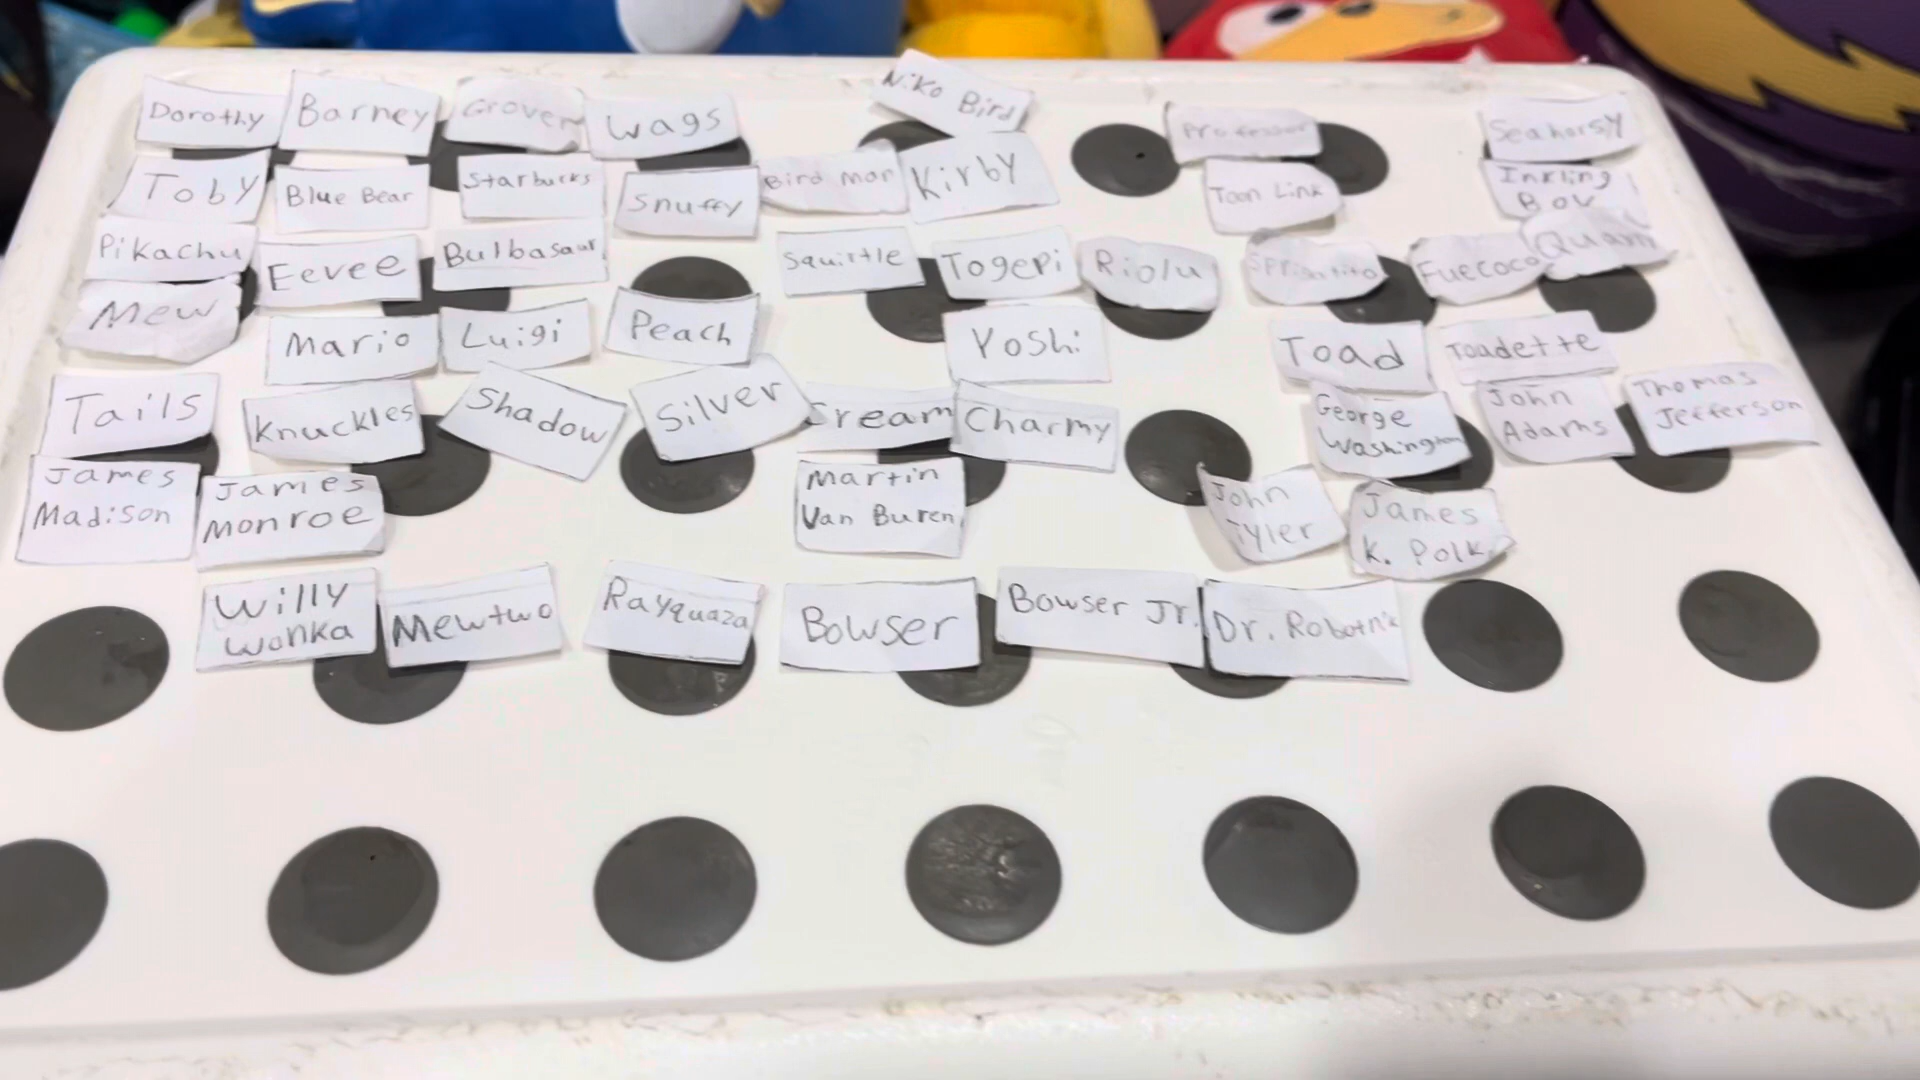 Dorothy
Barney
Grover
Wags
Niko Bird
Professor
Seahorsy
Toby
Blue Bear
Starbucks
Snuffy
Bird Man
Kirby
Toon Link
Inkling
Boy
Pikachu
Eevee
Bulbasaur
Squirtle
Togepi
Riolu
Sprigatito
Fuecoco
Quaxly
Mew
Mario
Luigi
Peach
Yoshi
Toad
Toadette
Tails
Knuckles
Shadow
Silver
Cream
Charmy
George
Washington
John
Adams
Thomas
Jefferson
James
Madison
James
Monroe
Martin
Van Buren
John
Tyler
James
K. Polk
Willy
Wonka
Mewtwo
Rayquaza
Bowser
Bowser Jr.
Dr. Robotnik